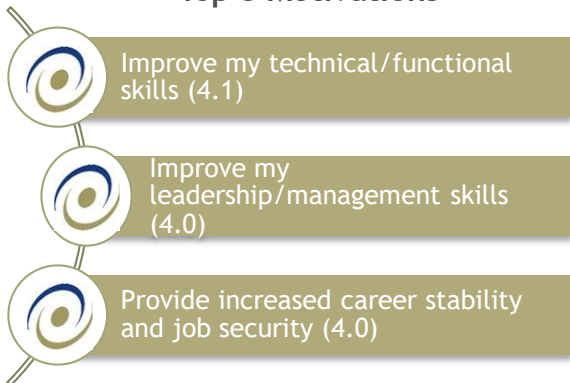 Improve my technical/functional
skills (4.1)
Improve my
leadership/management skills
(4.0)
Provide increased career stability
and job security (4.0)